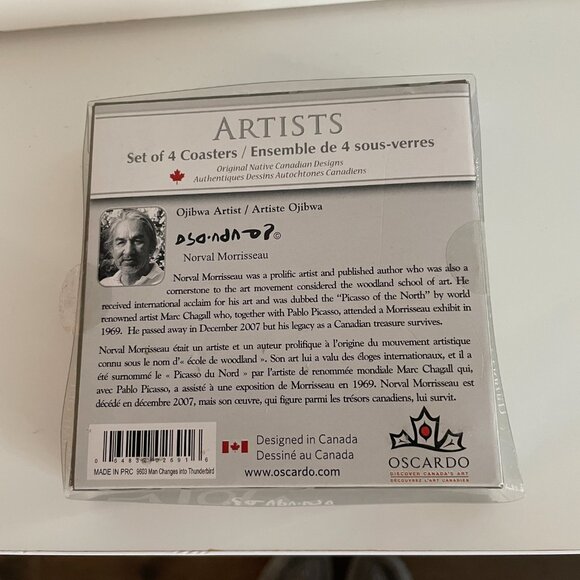 ARTISTS
Set of 4 Coasters / Ensemble de 4 sous-verres
Original Native Canadian Designs
Authentiques Dessins Autochtones Canadiens
Ojibwa Artist / Artiste Ojibwa
©
Norval Morrisseau
Norval Morrisseau was a prolific artist and published author who was also a
cornerstone to the art movement considered the woodland school of art. He
received international acclaim for his art and was dubbed the "Picasso of the North" by world
renowned artist Marc Chagall who, together with Pablo Picasso, attended a Morrisseau exhibit in
1969. He passed away in December 2007 but his legacy as a Canadian treasure survives.
Norval Morrisseau était un artiste et un auteur prolifique à l'origine du mouvement artistique
connu sous le nom d'« école de woodland ». Son art lui a valu des éloges internationaux, et il a
été surnommé le « Picasso du Nord » par l'artiste de renommée mondiale Marc Chagall qui,
avec Pablo Picasso, a assisté à une exposition de Morrisseau en 1969. Norval Morrisseau est
décédé en décembre 2007, mais son œuvre, qui figure parmi les trésors canadiens, lui survit.
MADE IN PRC 9603 Man Changes into Thunderbird
Designed in Canada
Dessiné au Canada
www.oscardo.com
OSCARDO
DISCOVER CANADA'S ART
DÉCOUVREZ L'ART CANADIEN